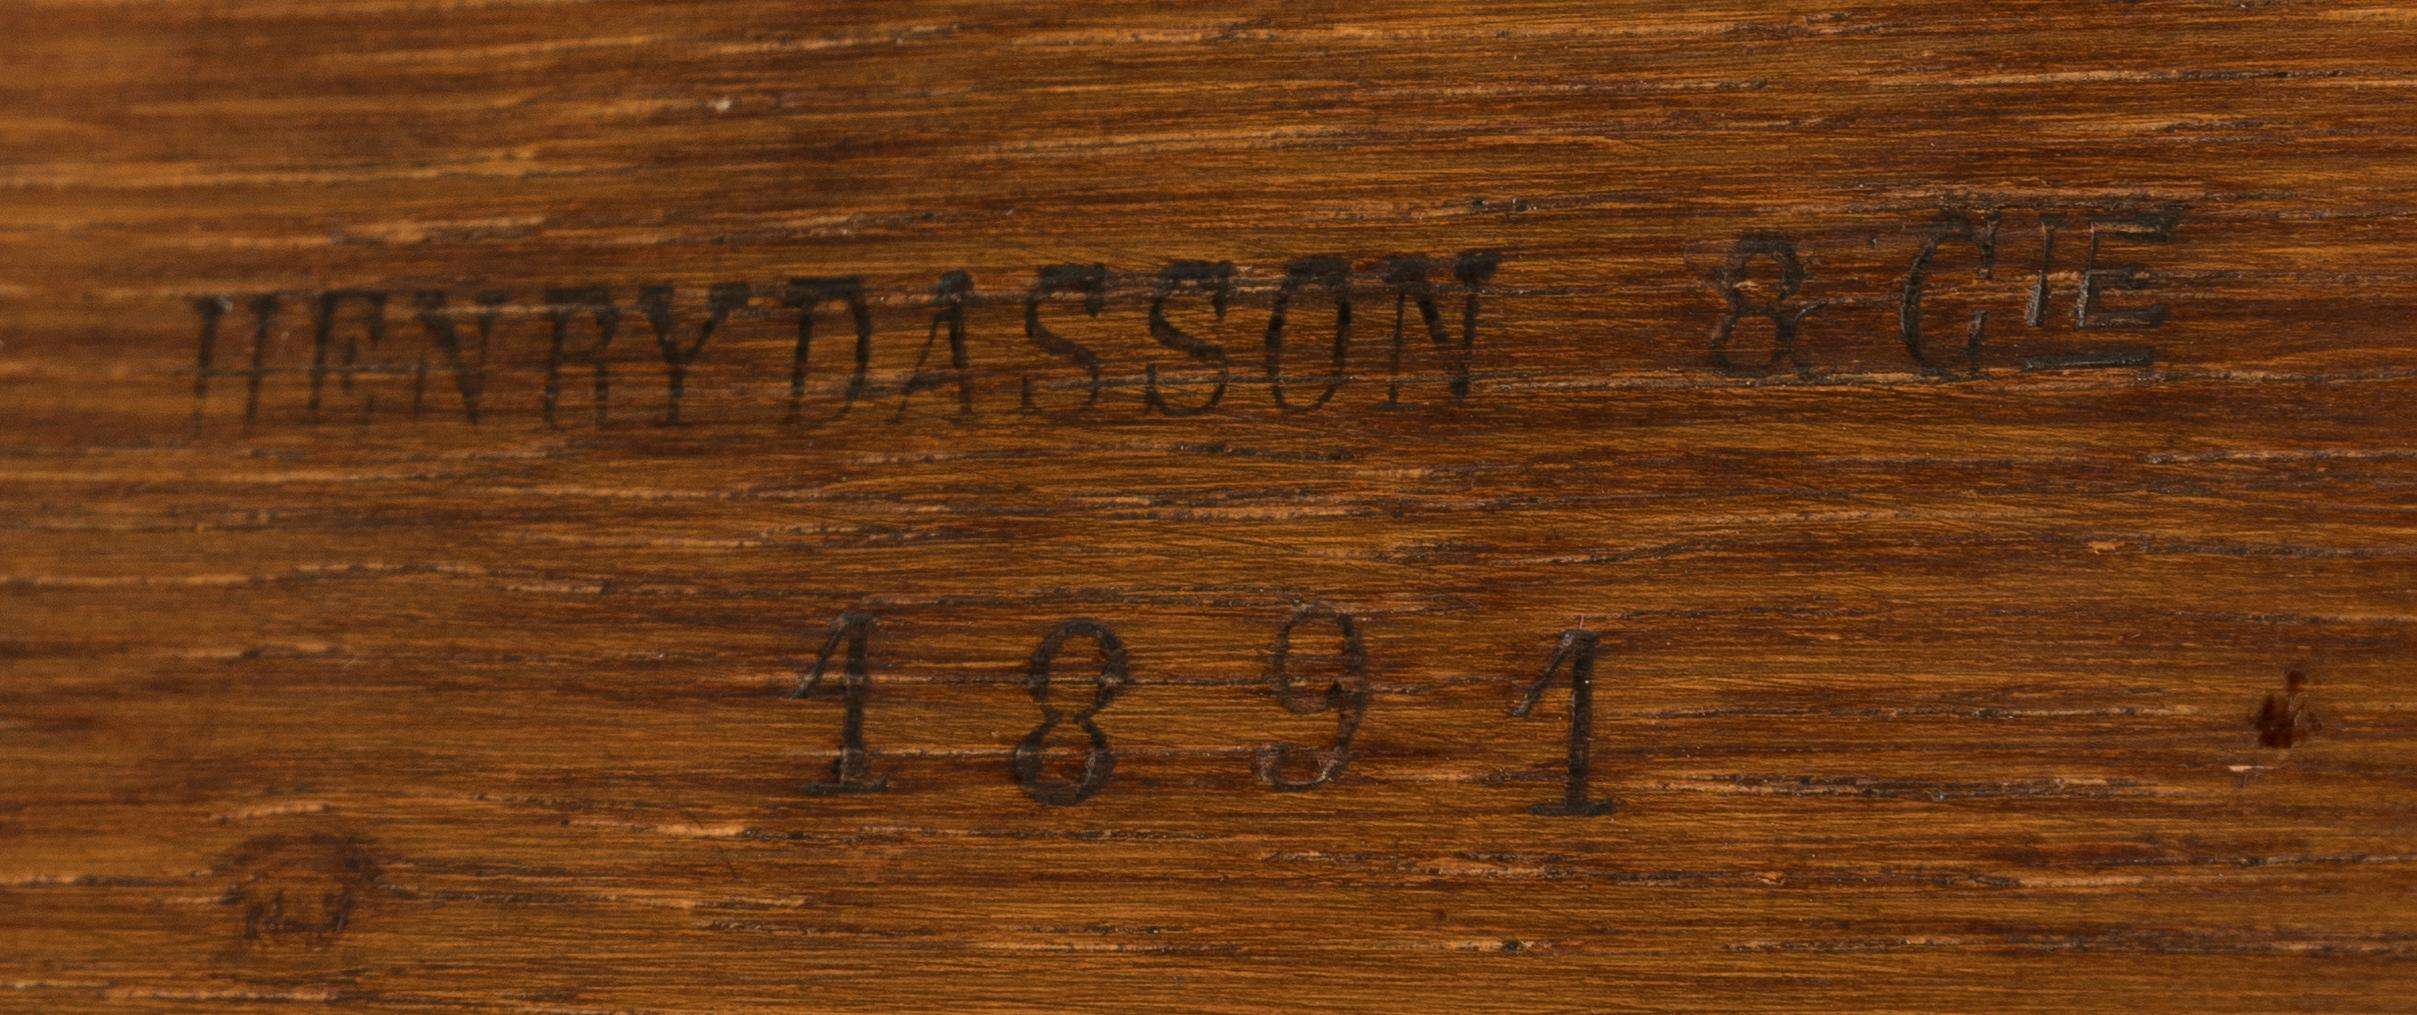 HENRY DASSON & CIE
1891